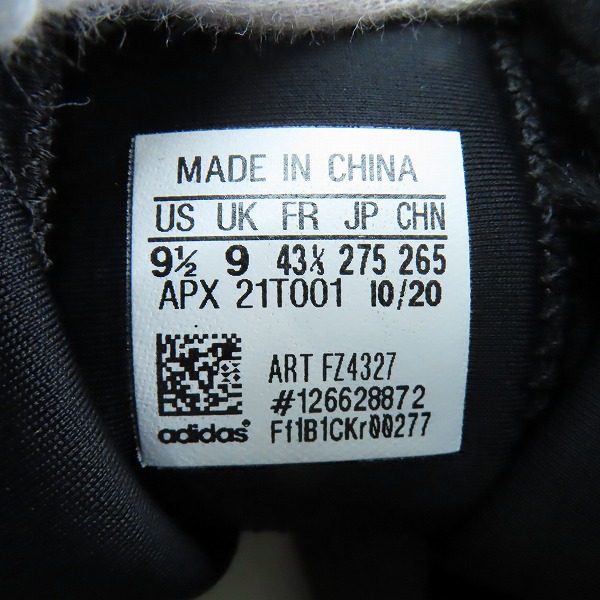 MADE IN CHINA
US UK FR JP CHN
9½ 9 43⅓ 275 265
APX 21T001 10/20
ART FZ4327
#126628872
adidas® Ff1B1CKr00277